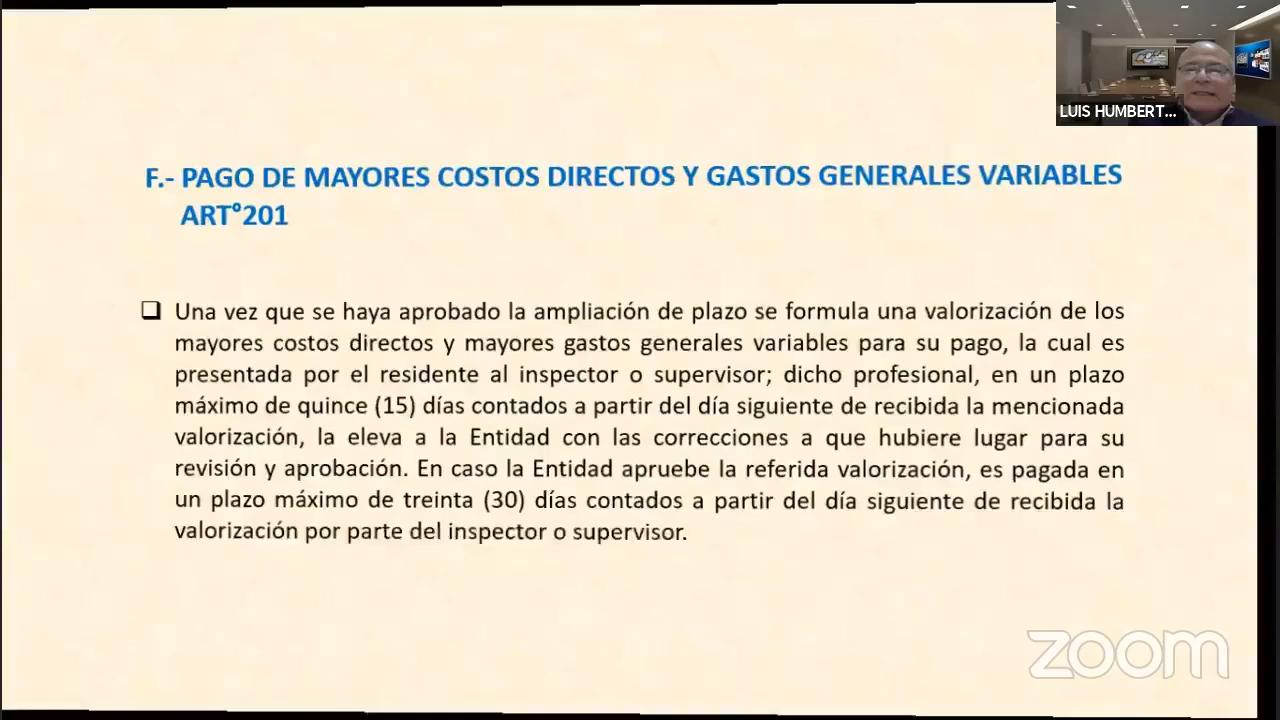 LUIS HUMBERT...
F.- PAGO DE MAYORES COSTOS DIRECTOS Y GASTOS GENERALES VARIABLES
ART°201
Una vez que se haya aprobado la ampliación de plazo se formula una valorización de los
mayores costos directos y mayores gastos generales variables para su pago, la cual es
presentada por el residente al inspector o supervisor; dicho profesional, en un plazo
máximo de quince (15) días contados a partir del día siguiente de recibida la mencionada
valorización, la eleva a la Entidad con las correcciones a que hubiere lugar para su
revisión y aprobación. En caso la Entidad apruebe la referida valorización, es pagada en
un plazo máximo de treinta (30) días contados a partir del día siguiente de recibida la
valorización por parte del inspector o supervisor.
zoom